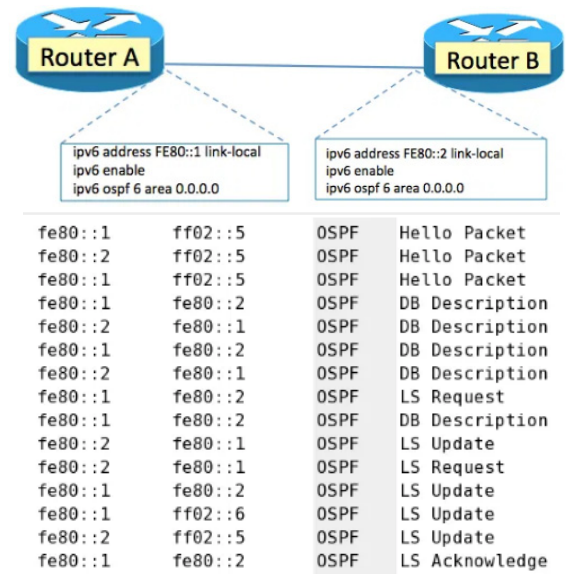 Router A
Router B
ipv6 address FE80::1 link-local
ipv6 enable
ipv6 ospf 6 area 0.0.0.0
ipv6 address FE80::2 link-local
ipv6 enable
ipv6 ospf 6 area 0.0.0.0
fe80::1 ff02::5 OSPF Hello Packet
fe80::2 ff02::5 OSPF Hello Packet
fe80::1 ff02::5 OSPF Hello Packet
fe80::1 fe80::2 OSPF DB Description
fe80::2 fe80::1 OSPF DB Description
fe80::1 fe80::2 OSPF DB Description
fe80::2 fe80::1 OSPF DB Description
fe80::1 fe80::2 OSPF LS Request
fe80::1 fe80::2 OSPF DB Description
fe80::2 fe80::1 OSPF LS Update
fe80::2 fe80::1 OSPF LS Request
fe80::1 fe80::2 OSPF LS Update
fe80::1 ff02::6 OSPF LS Update
fe80::2 ff02::5 OSPF LS Update
fe80::1 fe80::2 OSPF LS Acknowledge